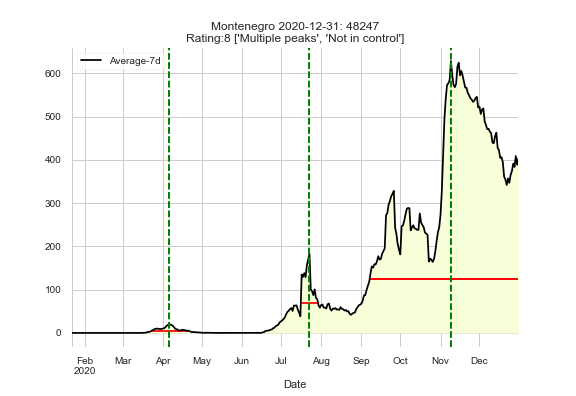 Montenegro 2020-12-31: 48247
Rating:8 ['Multiple peaks', 'Not in control']
Average-7d
600
500
400
300
200
100
0
Feb Mar Apr May Jun Jul Aug Sep Oct Nov Dec
2020
Date